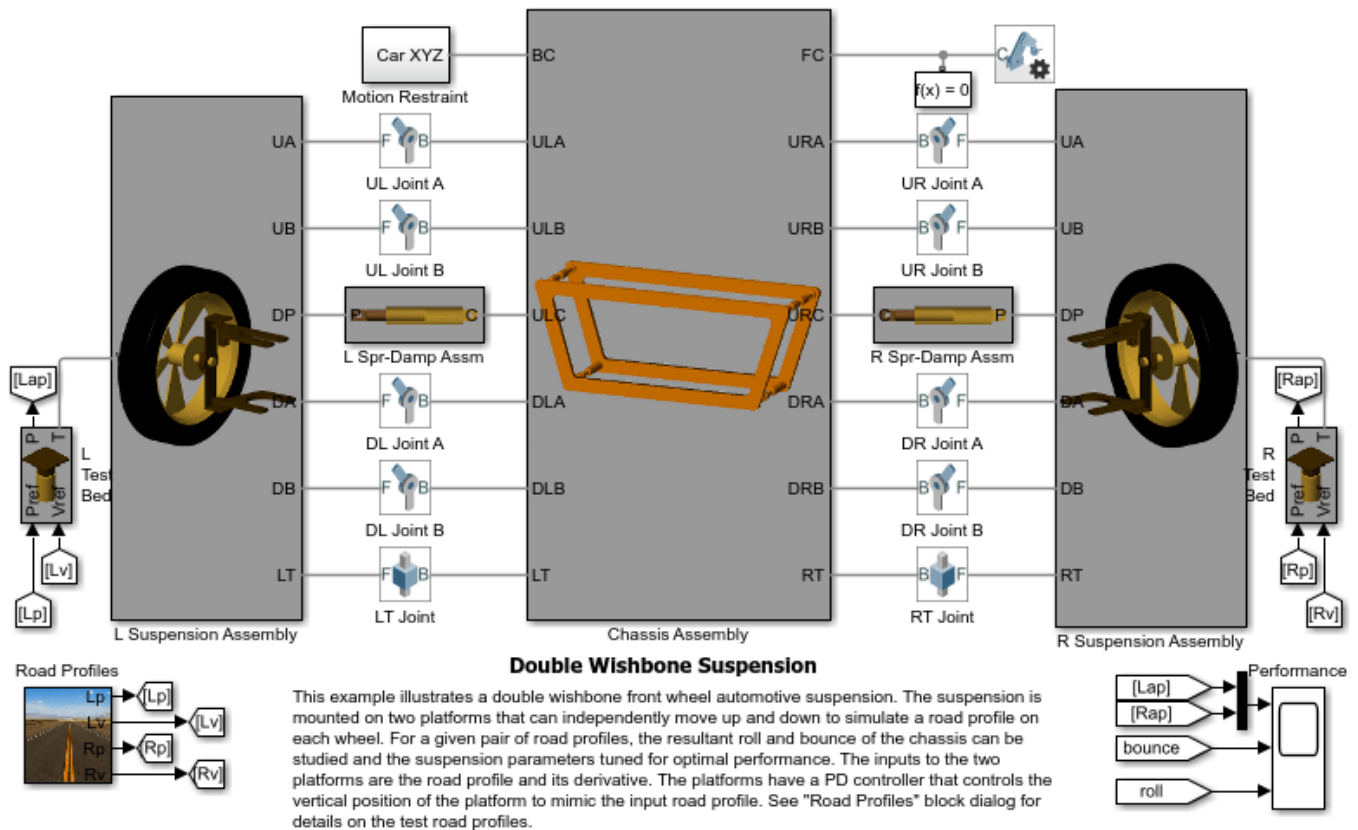 Car XYZ
BC
FC
C
Motion Restraint
f(x) = 0
UA
F
B
ULA
URA
B
F
UA
UL Joint A
UR Joint A
UB
F
B
ULB
URB
B
F
UB
UL Joint B
UR Joint B
DP
P
C
ULC
URC
C
P
DP
L Spr-Damp Assm
R Spr-Damp Assm
[Lap]
[Rap]
DA
F
B
DLA
DRA
B
F
DA
DL Joint A
DR Joint A
P
T
L
Test
Bed
Pref
Vref
R
Test
Bed
P
T
Pref
Vref
DB
F
B
DLB
DRB
B
F
DB
DL Joint B
DR Joint B
[Lv]
[Lp]
[Rp]
[Rv]
LT
F
B
LT
RT
B
F
RT
LT Joint
RT Joint
L Suspension Assembly
Chassis Assembly
R Suspension Assembly
Road Profiles
Lp
[Lp]
Lv
[Lv]
Rp
[Rp]
Rv
[Rv]
Double Wishbone Suspension
This example illustrates a double wishbone front wheel automotive suspension. The suspension is
mounted on two platforms that can independently move up and down to simulate a road profile on
each wheel. For a given pair of road profiles, the resultant roll and bounce of the chassis can be
studied and the suspension parameters tuned for optimal performance. The inputs to the two
platforms are the road profile and its derivative. The platforms have a PD controller that controls the
vertical position of the platform to mimic the input road profile. See "Road Profiles" block dialog for
details on the test road profiles.
Performance
[Lap]
[Rap]
bounce
roll